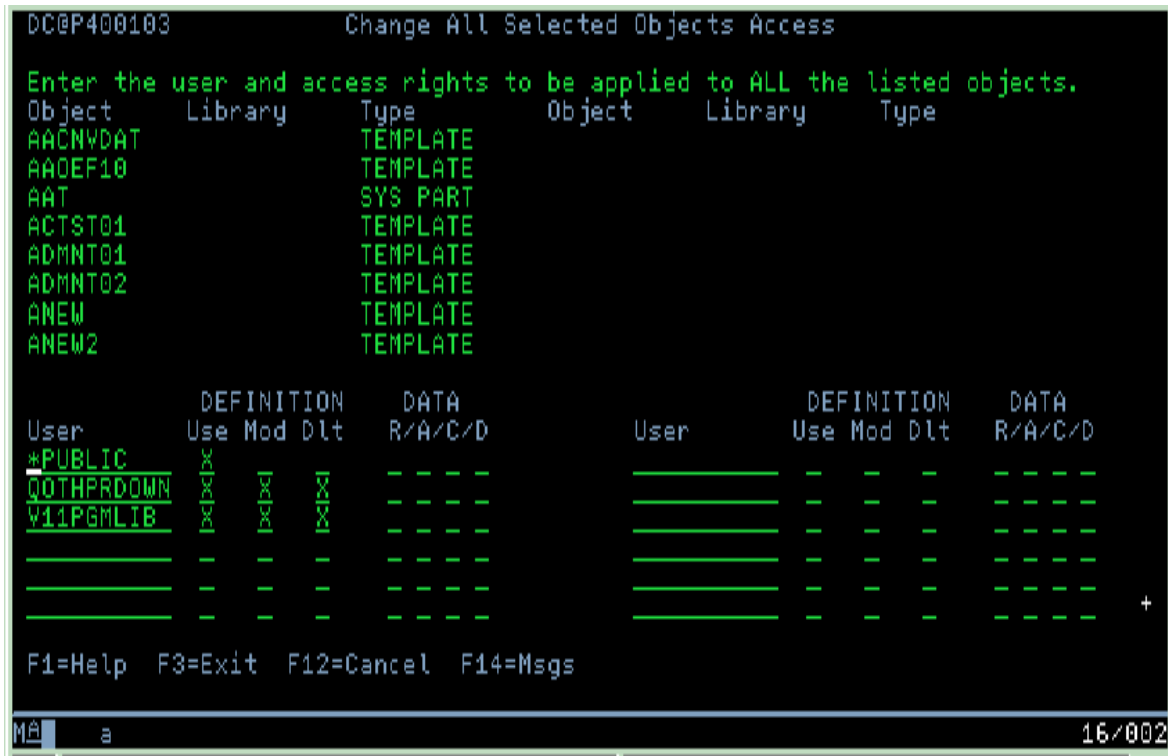 DC@P400103 Change All Selected Objects Access
Enter the user and access rights to be applied to ALL the listed objects.
Object Library Type Object Library Type
AACNVDAT TEMPLATE
AAOEF10 TEMPLATE
AAT SYS PART
ACTST01 TEMPLATE
ADMNT01 TEMPLATE
ADMNT02 TEMPLATE
ANEW TEMPLATE
ANEW2 TEMPLATE
DEFINITION DATA DEFINITION DATA
User Use Mod Dlt R/A/C/D User Use Mod Dlt R/A/C/D
*PUBLIC X
QOTHPRDOWN X X X
V11PGMLIB X X X
+
F1=Help F3=Exit F12=Cancel F14=Msgs
MA a 16/002